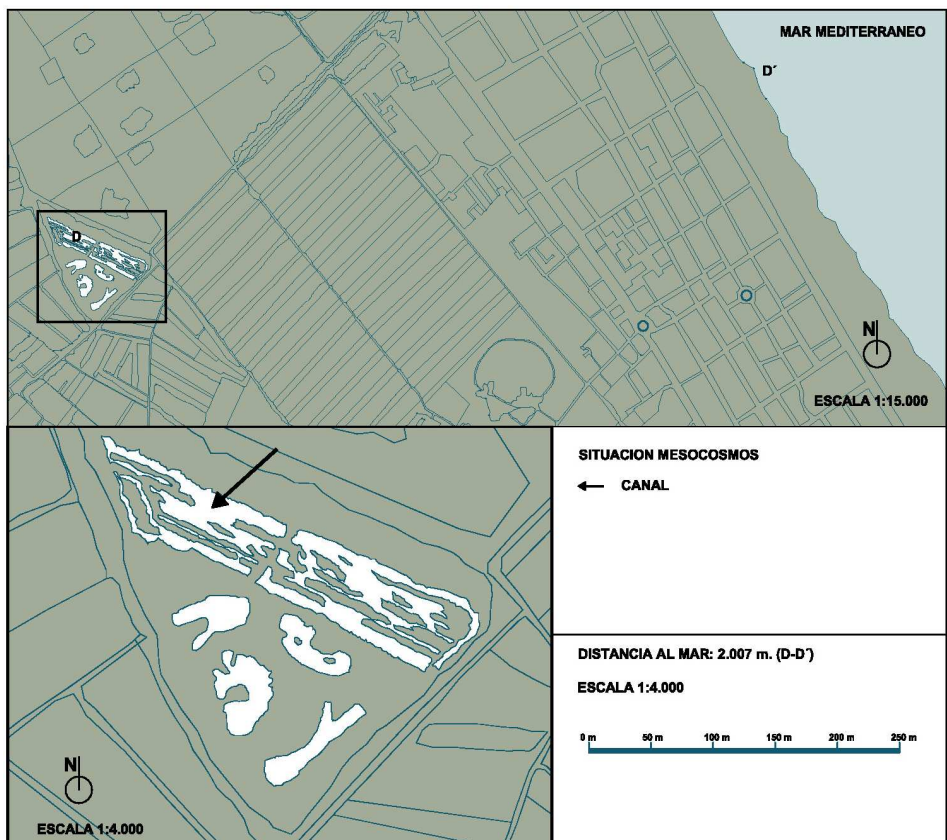 MAR MEDITERRANEO
D´
D
N
ESCALA 1:15.000
N
ESCALA 1:4.000
SITUACION MESOCOSMOS
CANAL
DISTANCIA AL MAR: 2.007 m. (D-D´)
ESCALA 1:4.000
0 m 50 m 100 m 150 m 200 m 250 m